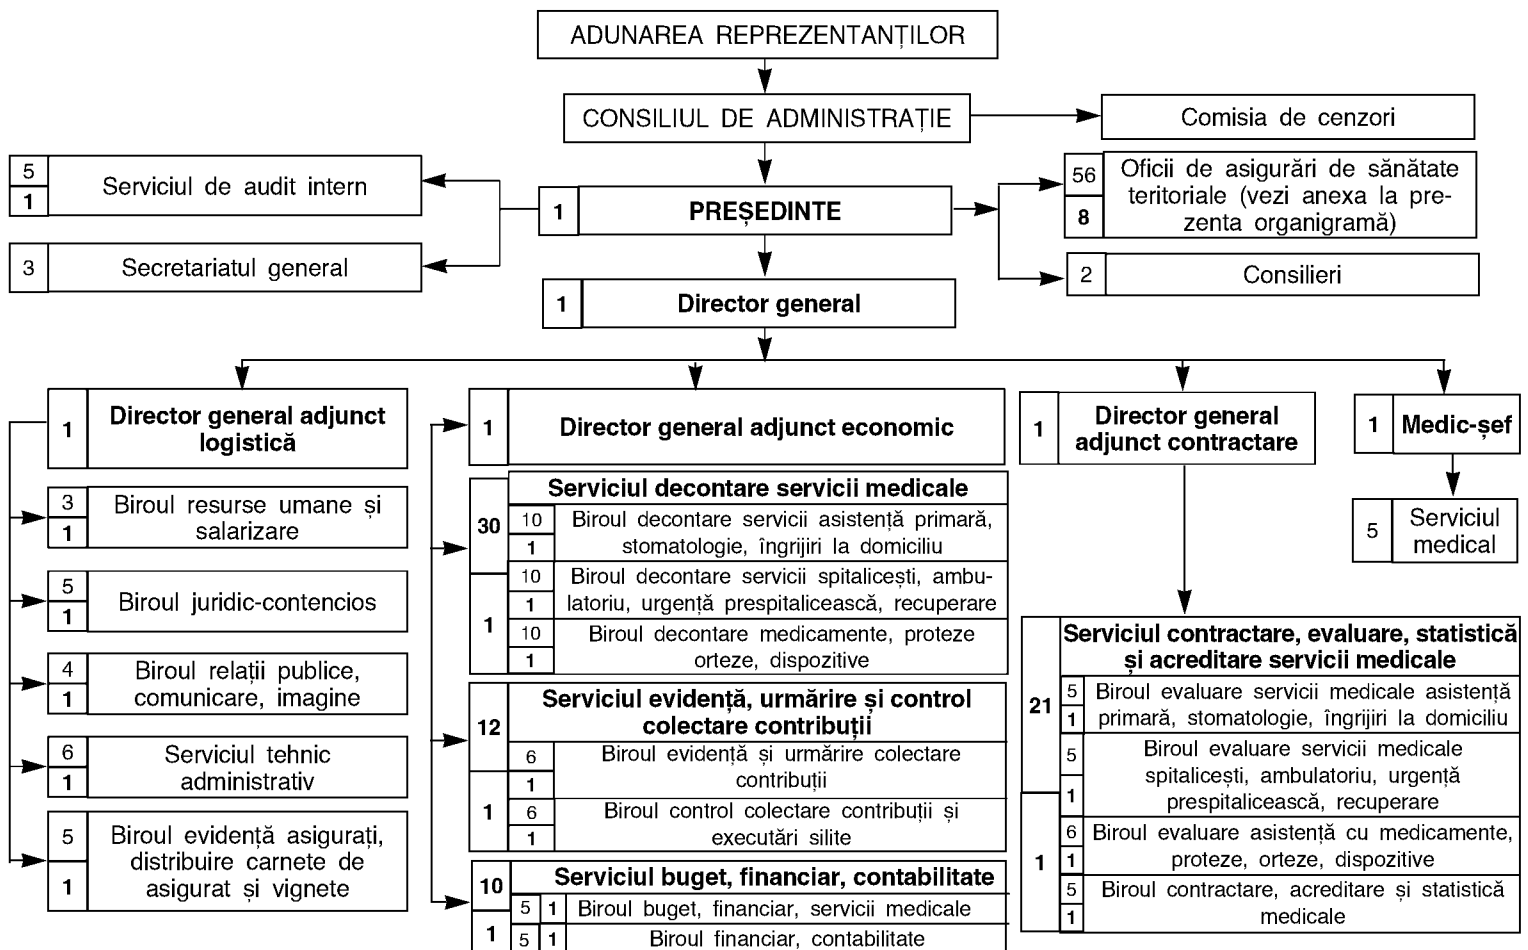 ADUNAREA REPREZENTANȚILOR
CONSILIUL DE ADMINISTRAȚIE
Comisia de cenzori
5
1
Serviciul de audit intern
3
Secretariatul general
1
PREȘEDINTE
56
8
Oficii de asigurări de sănătate
teritoriale (vezi anexa la pre-
zenta organigramă)
2
Consilieri
1
Director general
1
Director general adjunct
logistică
3
1
Biroul resurse umane și
salarizare
5
1
Biroul juridic-contencios
4
1
Biroul relații publice,
comunicare, imagine
6
1
Serviciul tehnic
administrativ
5
1
Biroul evidență asigurați,
distribuire carnete de
asigurat și vignete
1
Director general adjunct economic
30
1
Serviciul decontare servicii medicale
10
1
Biroul decontare servicii asistență primară,
stomatologie, îngrijiri la domiciliu
10
1
Biroul decontare servicii spitalicești, ambu-
latoriu, urgență prespitalicească, recuperare
10
1
Biroul decontare medicamente, proteze
orteze, dispozitive
12
1
Serviciul evidență, urmărire și control
colectare contribuții
6
1
Biroul evidență și urmărire colectare
contribuții
6
1
Biroul control colectare contribuții și
executări silite
10
1
Serviciul buget, financiar, contabilitate
5 1 Biroul buget, financiar, servicii medicale
5 1 Biroul financiar, contabilitate
1
Director general
adjunct contractare
21
1
Serviciul contractare, evaluare, statistică
și acreditare servicii medicale
5
1
Biroul evaluare servicii medicale asistență
primară, stomatologie, îngrijiri la domiciliu
5
1
Biroul evaluare servicii medicale
spitalicești, ambulatoriu, urgență
prespitalicească, recuperare
6
1
Biroul evaluare asistență cu medicamente,
proteze, orteze, dispozitive
5
1
Biroul contractare, acreditare și statistică
medicale
1
Medic-șef
5
Serviciul
medical